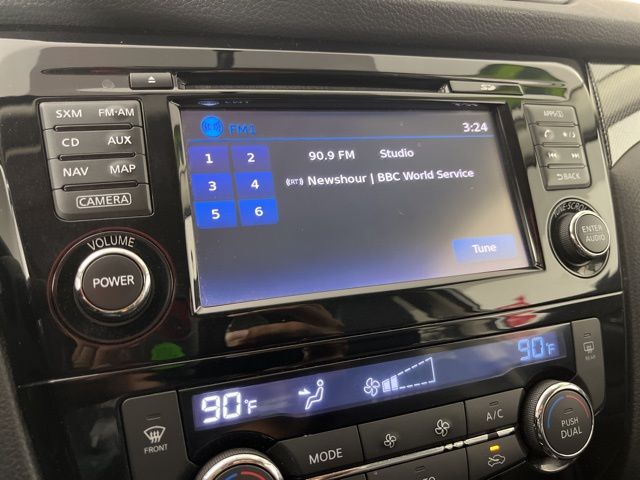 SXM FM·AM
CD AUX
NAV MAP
CAMERA
VOLUME
POWER
FM1
3:24
1 2
3 4
5 6
90.9 FM Studio
Newshour | BBC World Service
Tune
APPS
BACK
TUNE·SCROLL
ENTER
AUDIO
90°F
90°F
REAR
FRONT
MODE
A/C
PUSH
DUAL